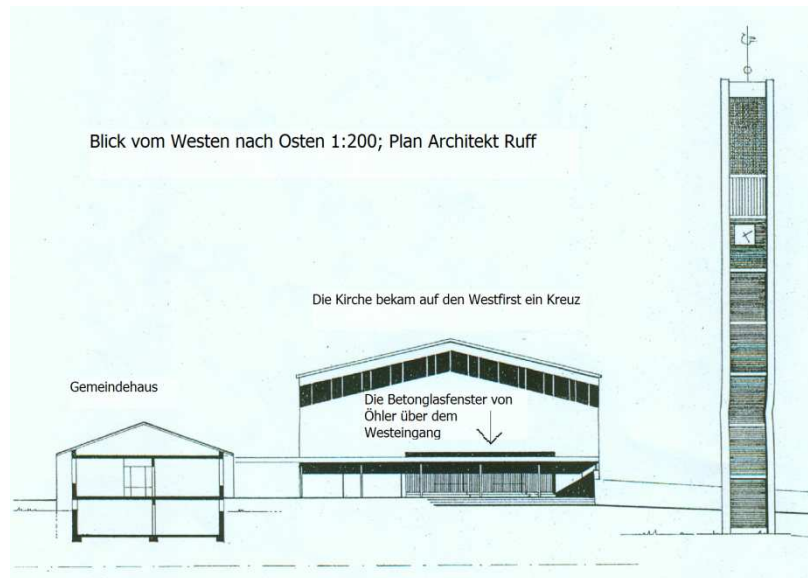 Blick vom Westen nach Osten 1:200; Plan Architekt Ruff
Die Kirche bekam auf den Westfirst ein Kreuz
Gemeindehaus
Die Betonglasfenster von
Öhler über dem
Westeingang